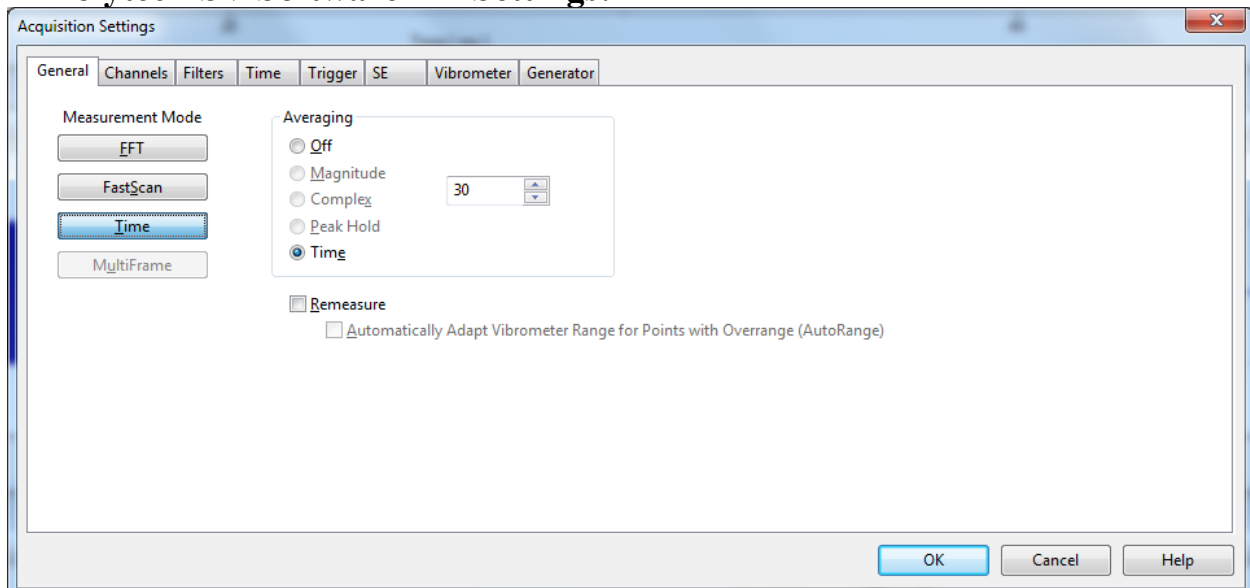 Acquisition Settings
General Channels Filters Time Trigger SE Vibrometer Generator
Measurement Mode
FFT
FastScan
Time
MultiFrame
Averaging
Off
Magnitude
Complex
Peak Hold
Time
30
Remeasure
Automatically Adapt Vibrometer Range for Points with Overrange (AutoRange)
OK Cancel Help